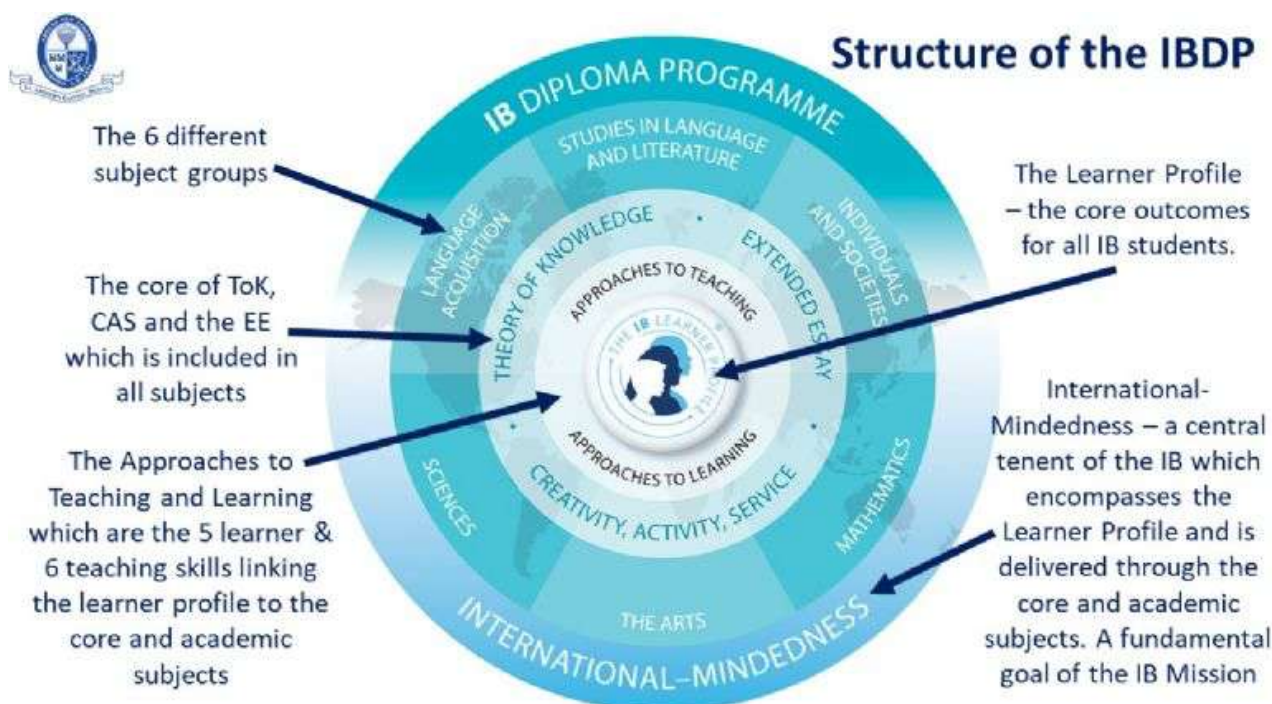 Structure of the IBDP
The 6 different
subject groups
The core of ToK,
CAS and the EE
which is included in
all subjects
The Approaches to
Teaching and Learning
which are the 5 learner &
6 teaching skills linking
the learner profile to the
core and academic
subjects
IB DIPLOMA PROGRAMME
STUDIES IN LANGUAGE
AND LITERATURE
LANGUAGE
ACQUISITION
INDIVIDUALS
AND SOCIETIES
THEORY OF KNOWLEDGE
EXTENDED ESSAY
APPROACHES TO TEACHING
THE IB LEARNER PROFILE
APPROACHES TO LEARNING
CREATIVITY, ACTIVITY, SERVICE
SCIENCES
MATHEMATICS
THE ARTS
INTERNATIONAL–MINDEDNESS
The Learner Profile
– the core outcomes
for all IB students.
International-
Mindedness – a central
tenent of the IB which
encompasses the
Learner Profile and is
delivered through the
core and academic
subjects. A fundamental
goal of the IB Mission